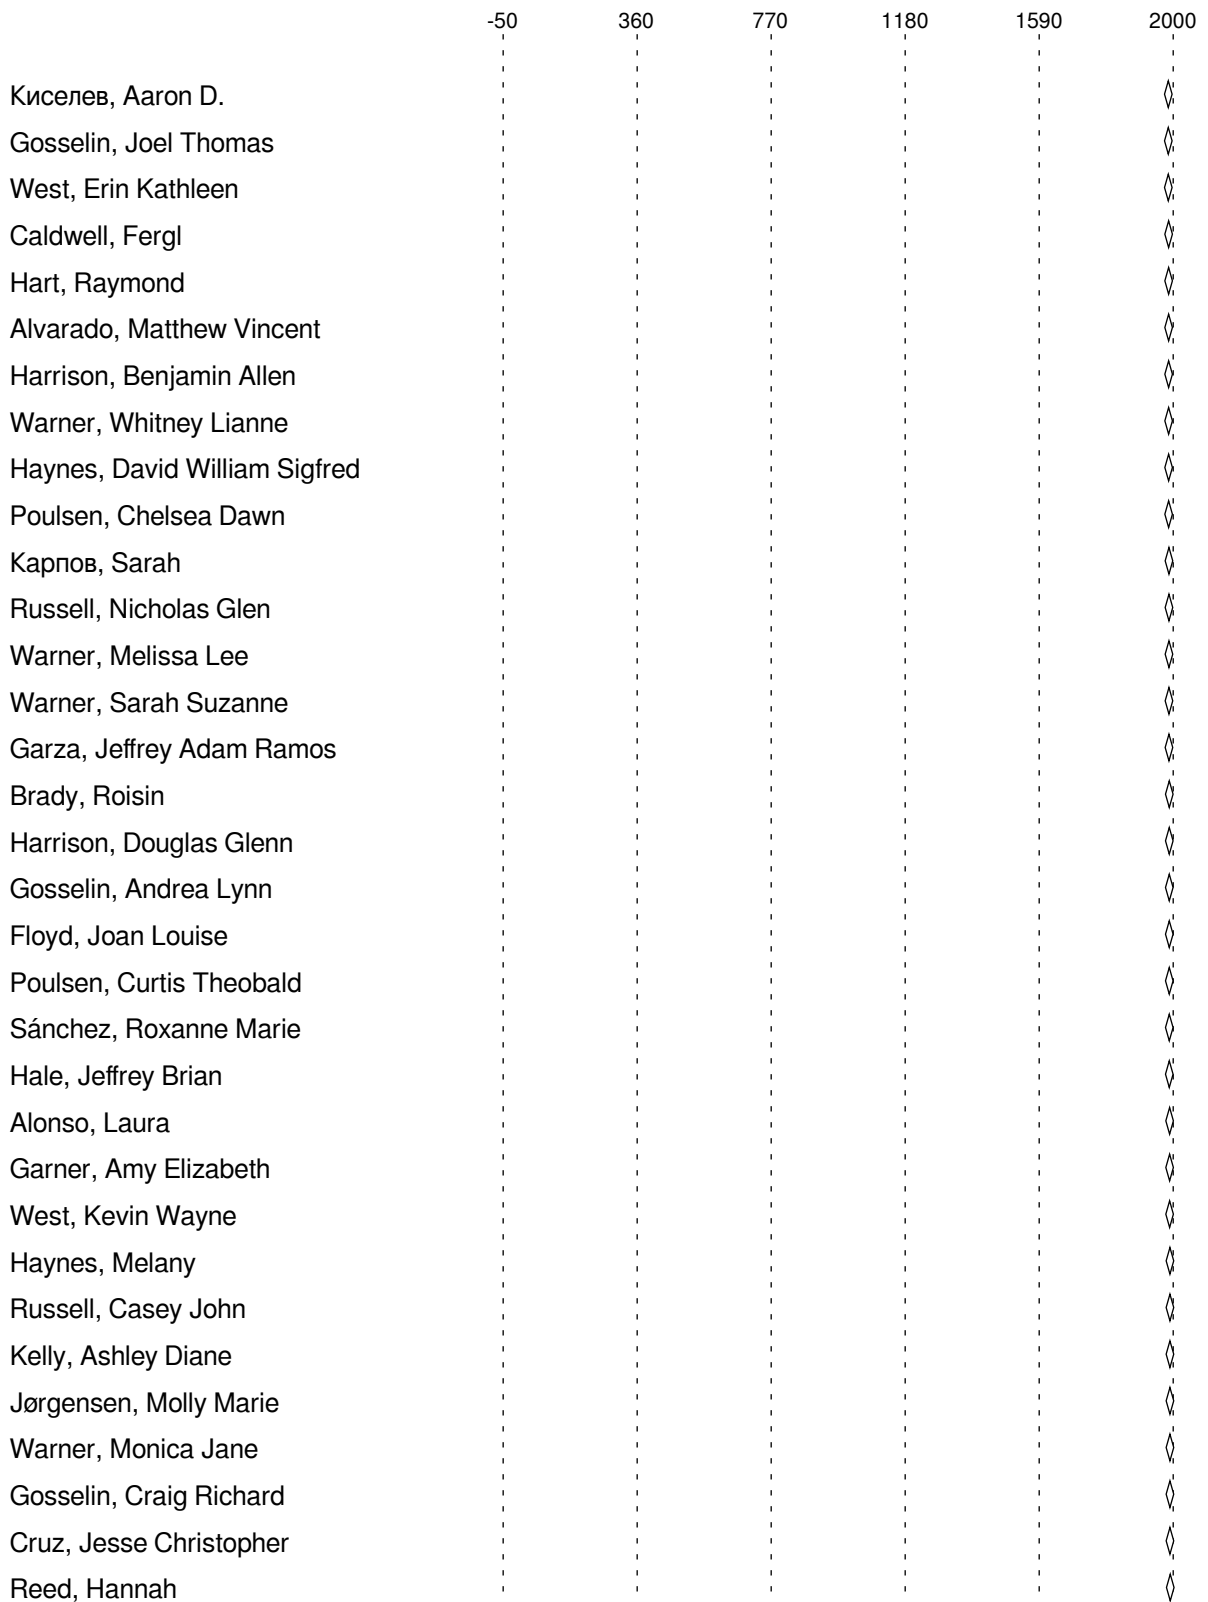 -50 360 770 1180 1590 2000
Киселев, Aaron D.
Gosselin, Joel Thomas
West, Erin Kathleen
Caldwell, Fergl
Hart, Raymond
Alvarado, Matthew Vincent
Harrison, Benjamin Allen
Warner, Whitney Lianne
Haynes, David William Sigfred
Poulsen, Chelsea Dawn
Карпов, Sarah
Russell, Nicholas Glen
Warner, Melissa Lee
Warner, Sarah Suzanne
Garza, Jeffrey Adam Ramos
Brady, Roisin
Harrison, Douglas Glenn
Gosselin, Andrea Lynn
Floyd, Joan Louise
Poulsen, Curtis Theobald
Sánchez, Roxanne Marie
Hale, Jeffrey Brian
Alonso, Laura
Garner, Amy Elizabeth
West, Kevin Wayne
Haynes, Melany
Russell, Casey John
Kelly, Ashley Diane
Jørgensen, Molly Marie
Warner, Monica Jane
Gosselin, Craig Richard
Cruz, Jesse Christopher
Reed, Hannah